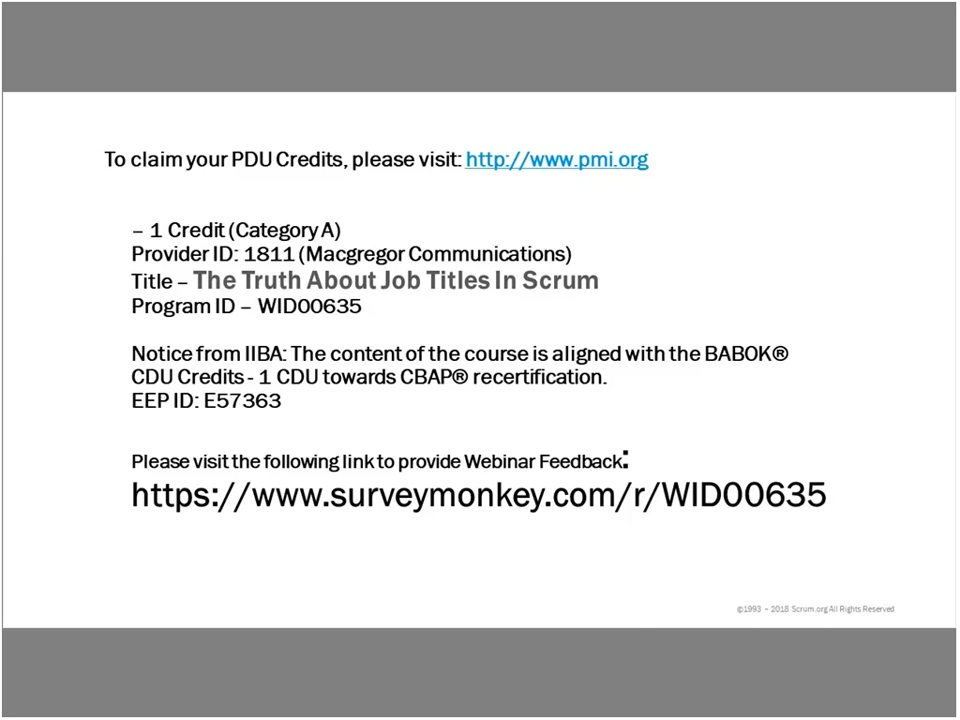 To claim your PDU Credits, please visit: http://www.pmi.org
– 1 Credit (Category A)
Provider ID: 1811 (Macgregor Communications)
Title – The Truth About Job Titles In Scrum
Program ID – WID00635
Notice from IIBA: The content of the course is aligned with the BABOK®
CDU Credits - 1 CDU towards CBAP® recertification.
EEP ID: E57363
Please visit the following link to provide Webinar Feedback:
https://www.surveymonkey.com/r/WID00635
©1993 – 2018 Scrum.org All Rights Reserved